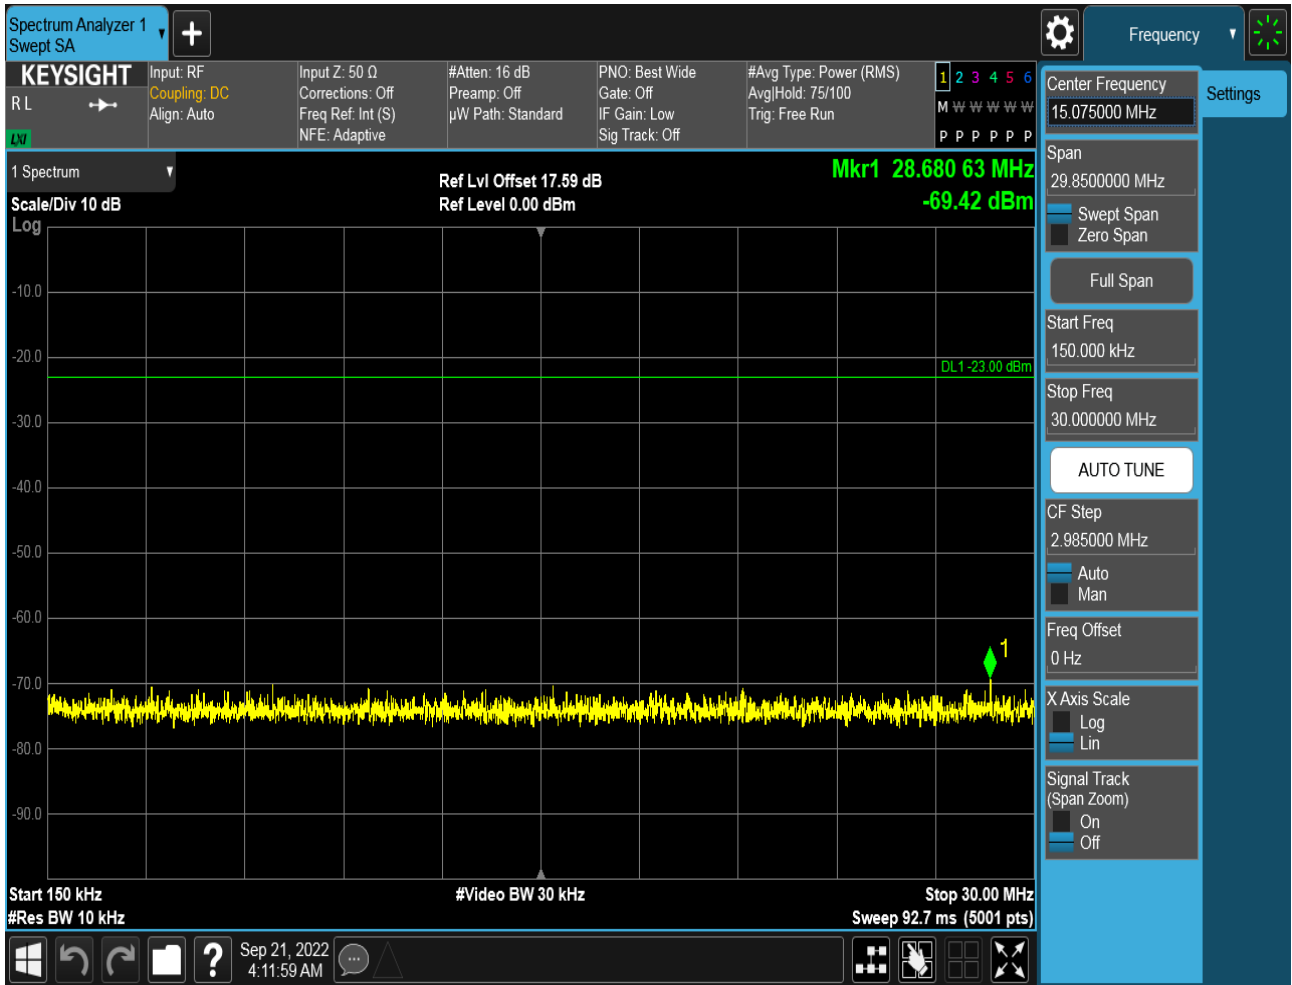 Spectrum Analyzer 1
Swept SA
Frequency
KEYSIGHT
R L
LXI
Input: RF
Coupling: DC
Align: Auto
Input Z: 50 Ω
Corrections: Off
Freq Ref: Int (S)
NFE: Adaptive
#Atten: 16 dB
Preamp: Off
µW Path: Standard
PNO: Best Wide
Gate: Off
IF Gain: Low
Sig Track: Off
#Avg Type: Power (RMS)
Avg|Hold: 75/100
Trig: Free Run
1 2 3 4 5 6
M W W W W W
P P P P P P
1 Spectrum
Scale/Div 10 dB
Log
Ref Lvl Offset 17.59 dB
Ref Level 0.00 dBm
Mkr1 28.680 63 MHz
-69.42 dBm
-10.0
-20.0
DL1 -23.00 dBm
-30.0
-40.0
-50.0
-60.0
1
-70.0
-80.0
-90.0
Start 150 kHz
#Video BW 30 kHz
Stop 30.00 MHz
#Res BW 10 kHz
Sweep 92.7 ms (5001 pts)
Center Frequency
15.075000 MHz
Settings
Span
29.8500000 MHz
Swept Span
Zero Span
Full Span
Start Freq
150.000 kHz
Stop Freq
30.000000 MHz
AUTO TUNE
CF Step
2.985000 MHz
Auto
Man
Freq Offset
0 Hz
X Axis Scale
Log
Lin
Signal Track
(Span Zoom)
On
Off
?
Sep 21, 2022
4:11:59 AM